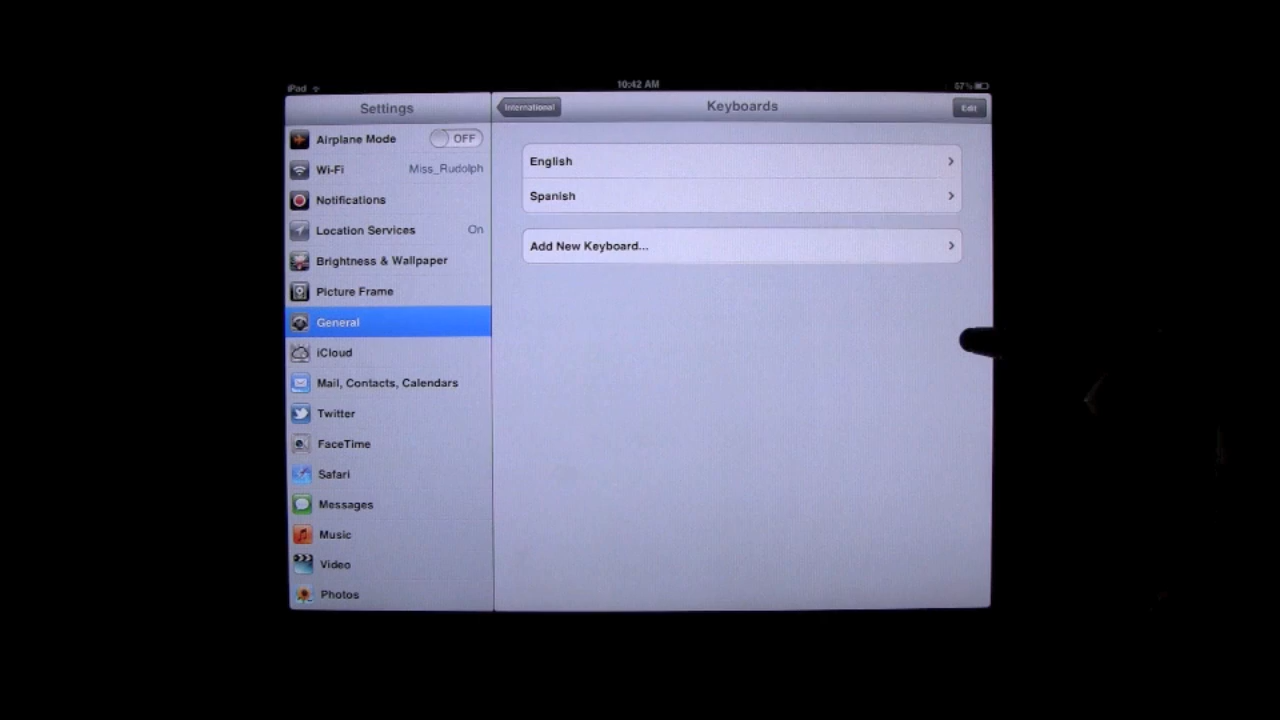 iPad 10:42 AM 67%
Settings
Airplane Mode OFF
Wi-Fi Miss_Rudolph
Notifications
Location Services On
Brightness & Wallpaper
Picture Frame
General
iCloud
Mail, Contacts, Calendars
Twitter
FaceTime
Safari
Messages
Music
Video
Photos
International Keyboards Edit
English
Spanish
Add New Keyboard...